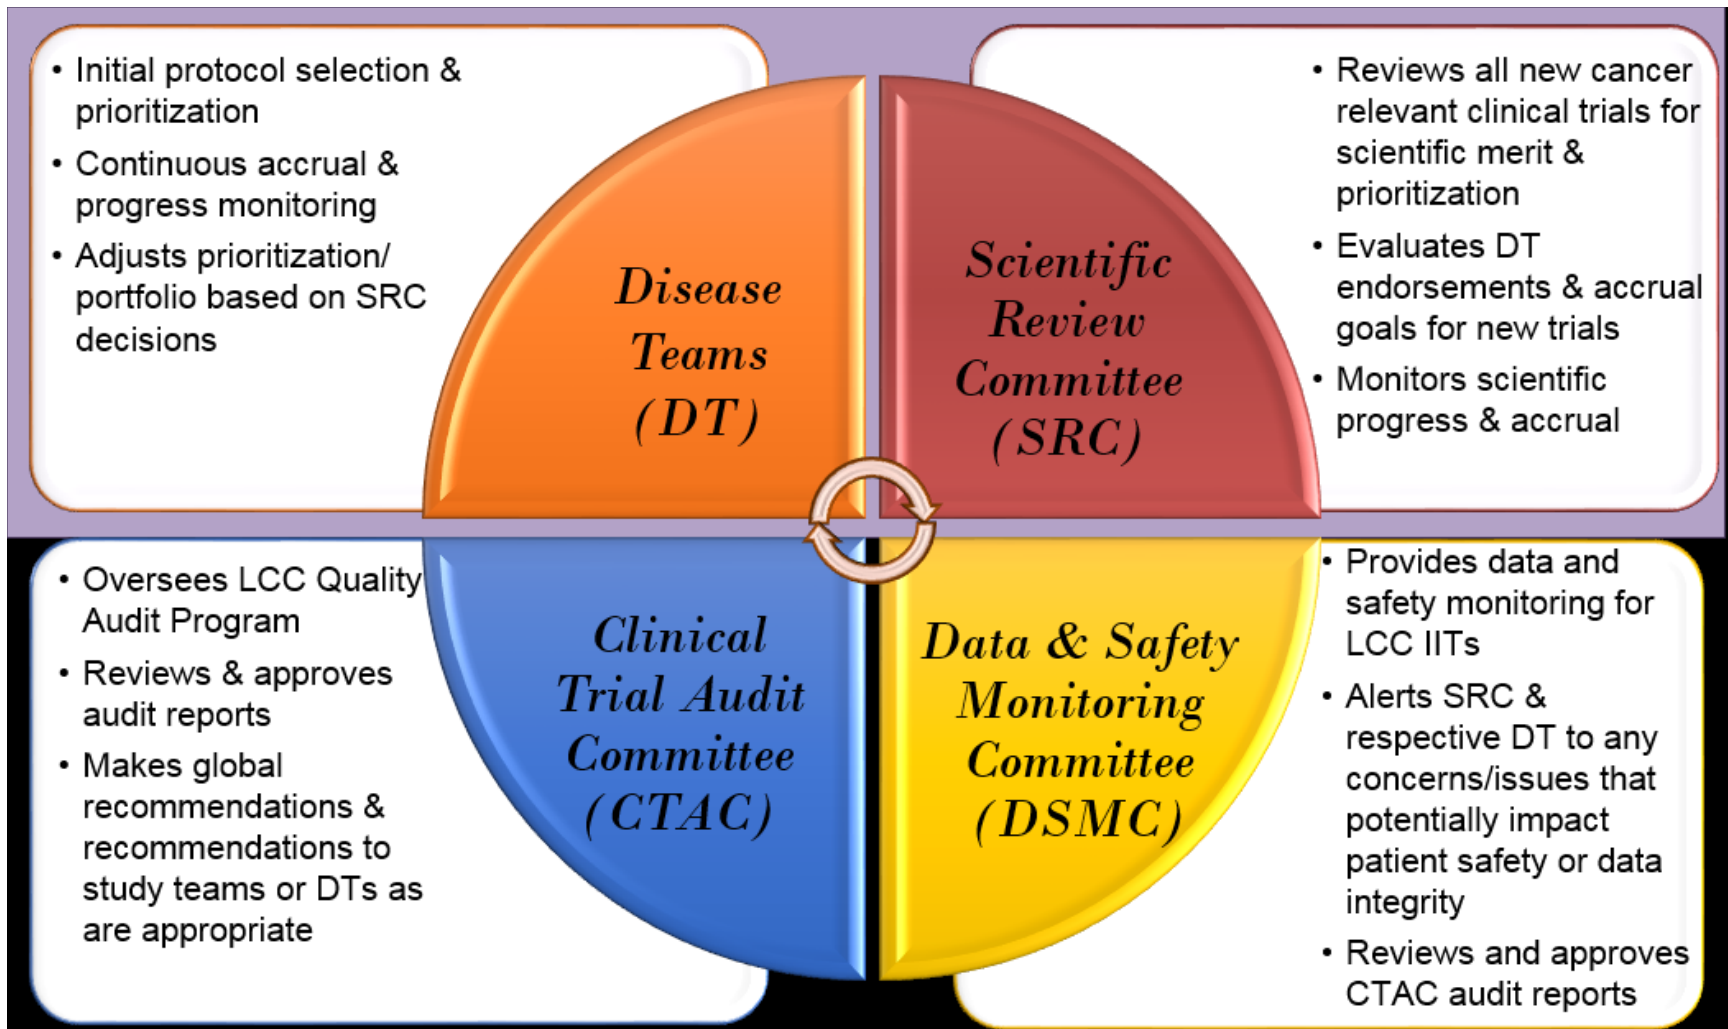 • Initial protocol selection &
prioritization
• Continuous accrual &
progress monitoring
• Adjusts prioritization/
portfolio based on SRC
decisions
Disease
Teams
(DT)
Scientific
Review
Committee
(SRC)
• Reviews all new cancer
relevant clinical trials for
scientific merit &
prioritization
• Evaluates DT
endorsements & accrual
goals for new trials
• Monitors scientific
progress & accrual
• Oversees LCC Quality
Audit Program
• Reviews & approves
audit reports
• Makes global
recommendations &
recommendations to
study teams or DTs as
are appropriate
Clinical
Trial Audit
Committee
(CTAC)
Data & Safety
Monitoring
Committee
(DSMC)
• Provides data and
safety monitoring for
LCC IITs
• Alerts SRC &
respective DT to any
concerns/issues that
potentially impact
patient safety or data
integrity
• Reviews and approves
CTAC audit reports